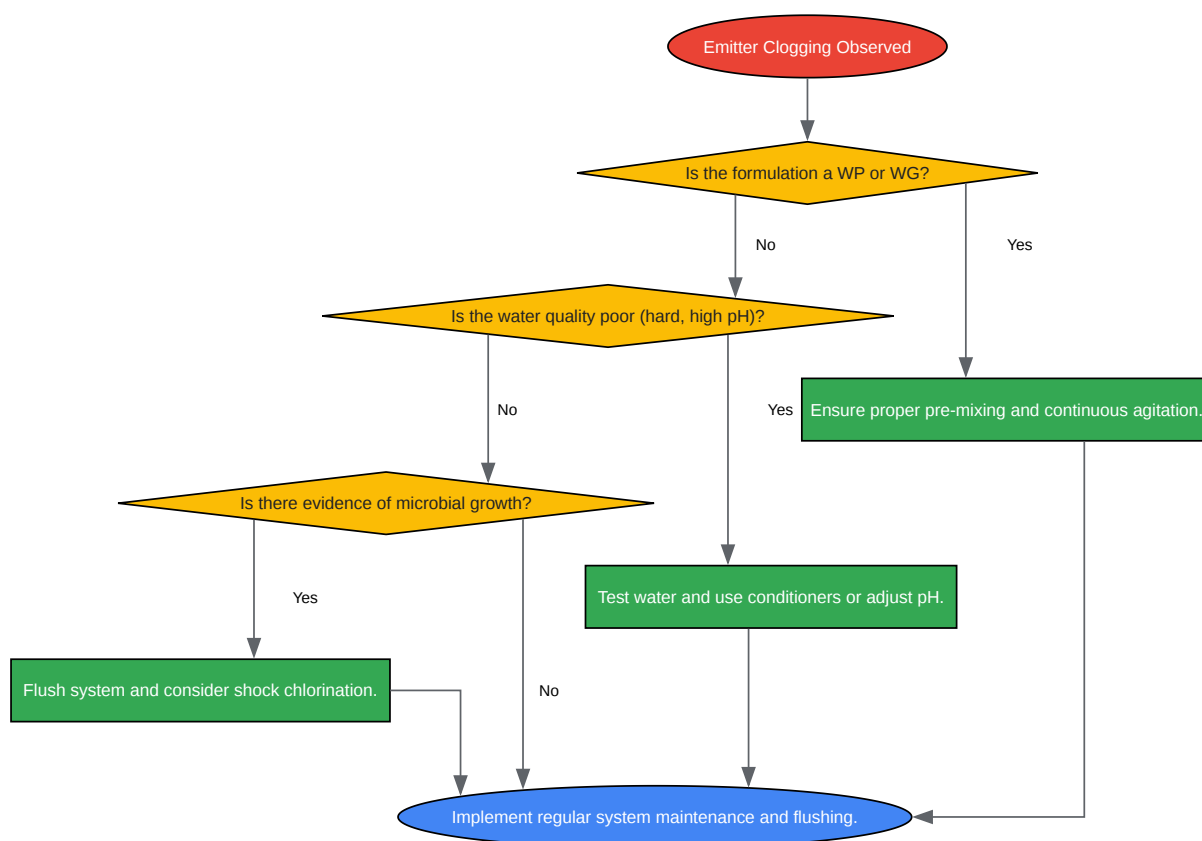 Emitter Clogging Observed
Is the formulation a WP or WG?
No
Yes
Is the water quality poor (hard, high pH)?
No
Yes
Ensure proper pre-mixing and continuous agitation.
Is there evidence of microbial growth?
Yes
Test water and use conditioners or adjust pH.
Flush system and consider shock chlorination.
No
Implement regular system maintenance and flushing.